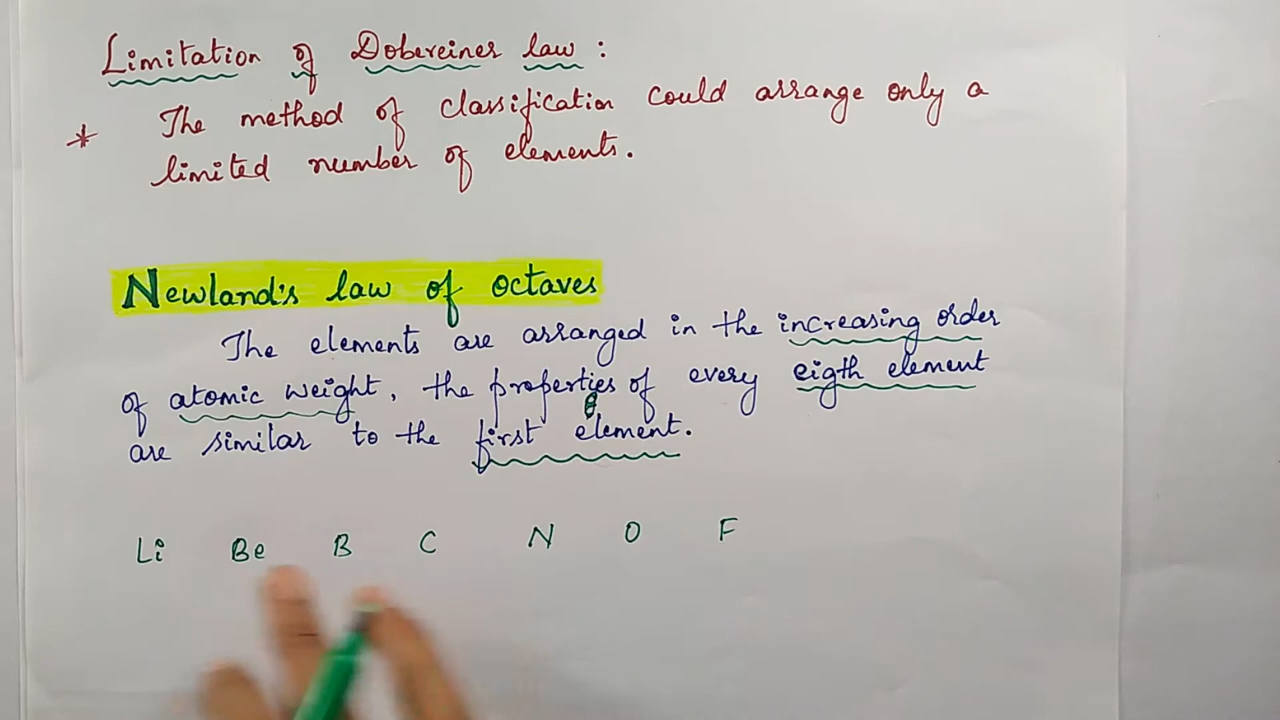 Limitation of Dobereiner law :
* The method of classification could arrange only a
limited number of elements.
Newland's law of octaves
The elements are arranged in the increasing order
of atomic weight, the properties of every eigth element
are similar to the first element.
Li Be B C N O F